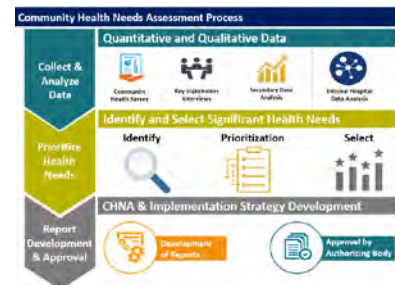 Community Health Needs Assessment Process
Collect &
Analyze
Data
Quantitative and Qualitative Data
Community
Health Survey
Key Stakeholder
Interviews
Secondary Data
Analysis
Internal Hospital
Data Analysis
Prioritize
Health
Needs
Identify and Select Significant Health Needs
Identify
Prioritization
Select
Report
Development
& Approval
CHNA & Implementation Strategy Development
Development
of Reports
Approval by
Authorizing Body